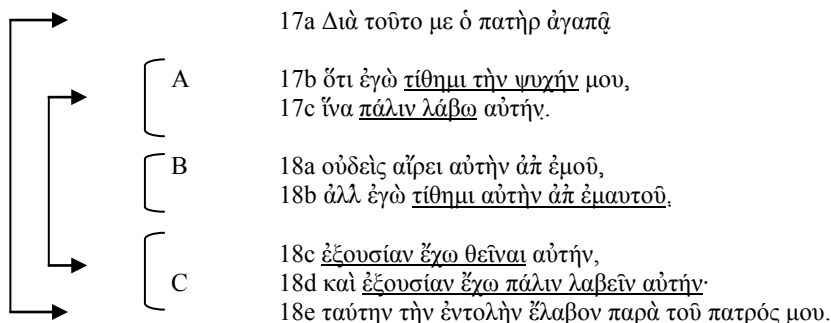 17a Διὰ τοῦτο με ὁ πατὴρ ἀγαπᾷ
A 17b ὅτι ἐγὼ τίθημι τὴν ψυχήν μου,
17c ἵνα πάλιν λάβω αὐτήν.
B 18a οὐδεὶς αἴρει αὐτὴν ἀπ̓ ἐμοῦ,
18b ἀλλ̓ ἐγὼ τίθημι αὐτὴν ἀπ̓ ἐμαυτοῦ.
18c ἐξουσίαν ἔχω θεῖναι αὐτήν,
C 18d καὶ ἐξουσίαν ἔχω πάλιν λαβεῖν αὐτήν·
18e ταύτην τὴν ἐντολὴν ἔλαβον παρὰ τοῦ πατρός μου.